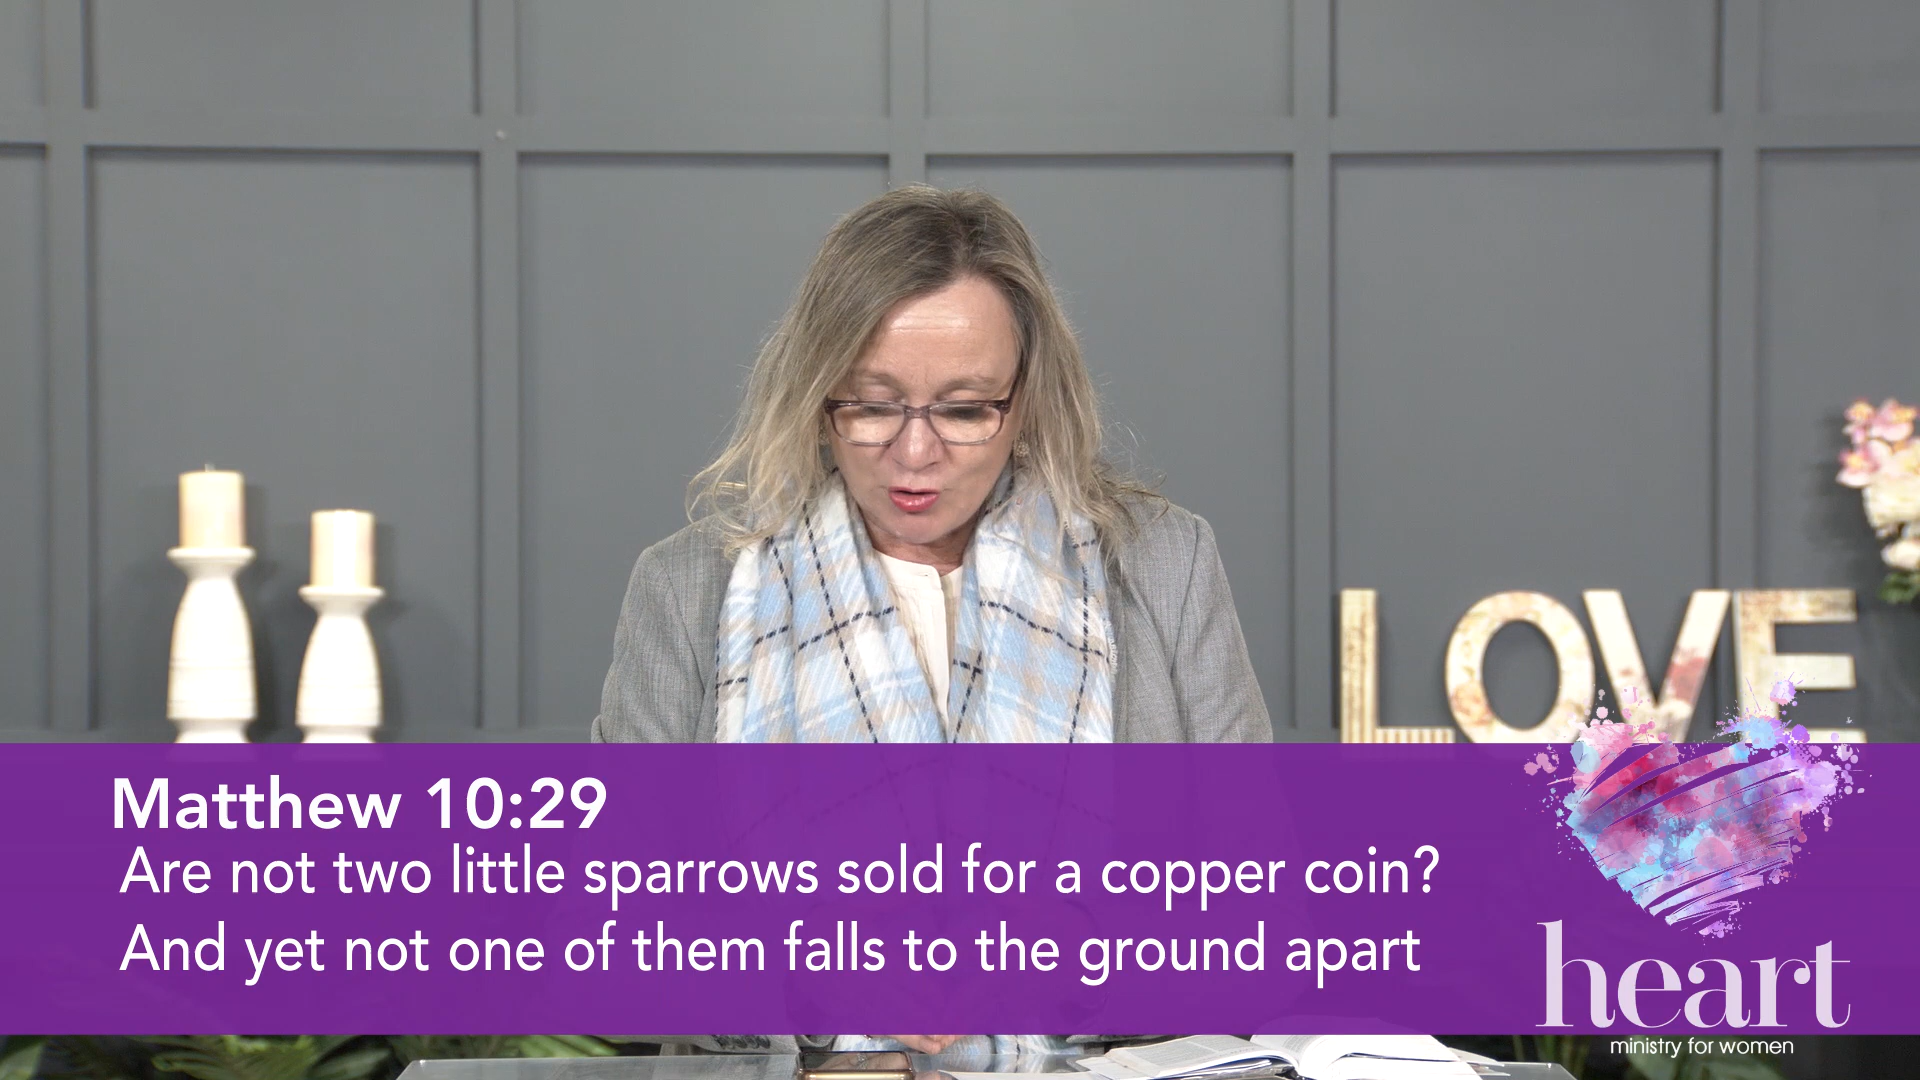 LOVE
Matthew 10:29
Are not two little sparrows sold for a copper coin?
And yet not one of them falls to the ground apart
heart
ministry for women